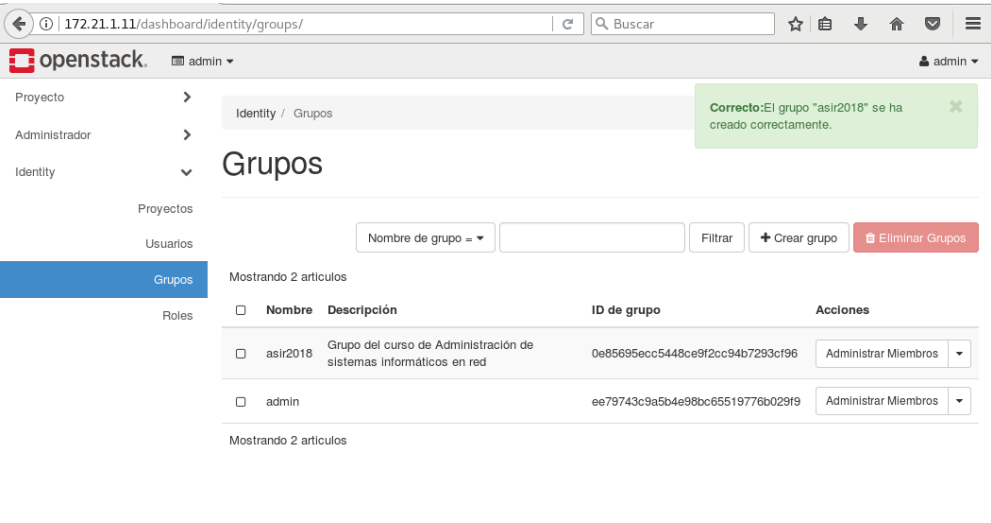 172.21.1.11/dashboard/identity/groups/
Buscar
openstack.
admin
admin
Proyecto
Administrador
Identity
Proyectos
Usuarios
Grupos
Roles
Identity / Grupos
Correcto:El grupo "asir2018" se ha
creado correctamente.
Grupos
Nombre de grupo =
Filtrar
Crear grupo
Eliminar Grupos
Mostrando 2 articulos
Nombre Descripción ID de grupo Acciones
asir2018 Grupo del curso de Administración de
sistemas informáticos en red
0e85695ecc5448ce9f2cc94b7293cf96 Administrar Miembros
admin ee79743c9a5b4e98bc65519776b029f9 Administrar Miembros
Mostrando 2 articulos